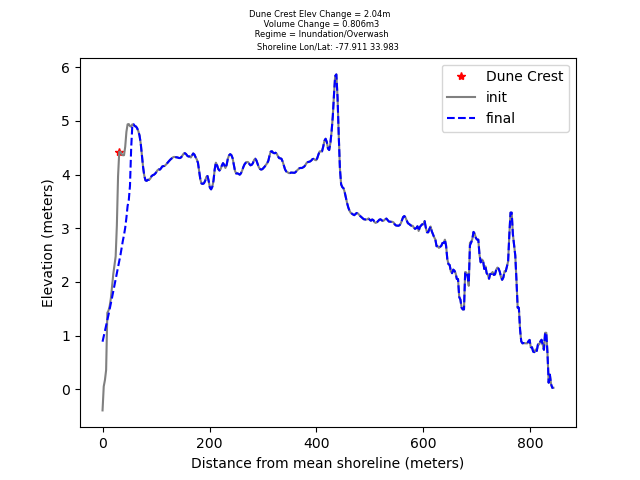 Dune Crest Elev Change = 2.04m
Volume Change = 0.806m3
Regime = Inundation/Overwash
Shoreline Lon/Lat: -77.911 33.983
Dune Crest
init
final
Elevation (meters)
6
5
4
3
2
1
0
0 200 400 600 800
Distance from mean shoreline (meters)